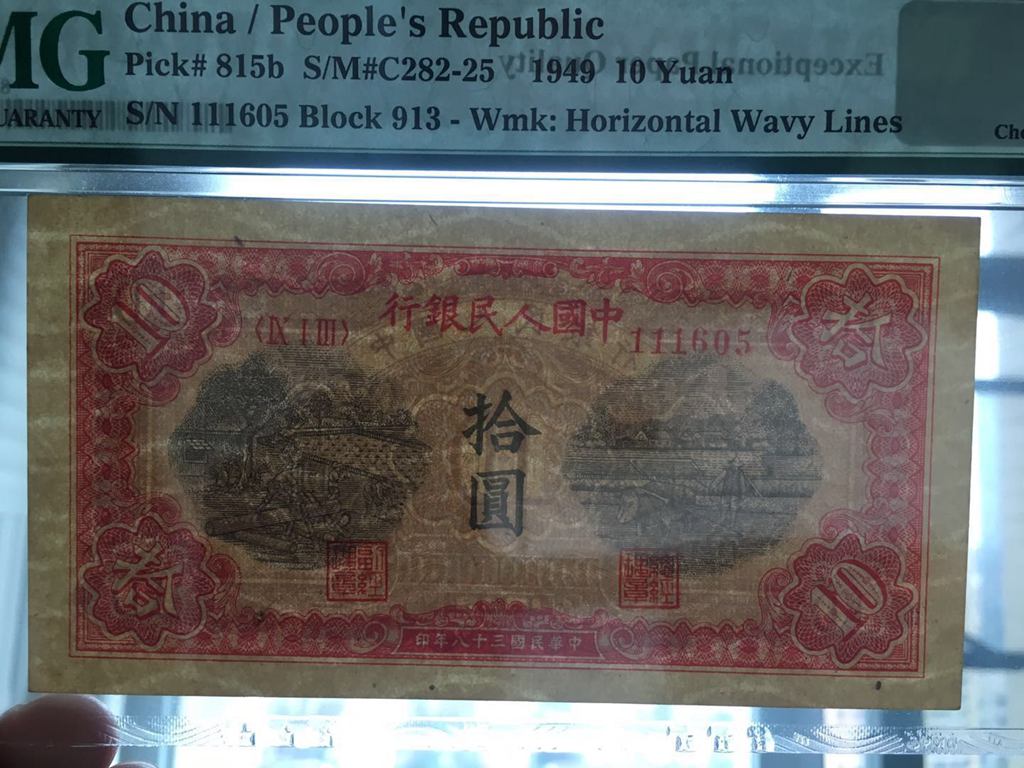 MG
China / People's Republic
Pick# 815b S/M#C282-25 1949 10 Yuan
Exceptional Paper Quality
UARANTY
S/N 111605 Block 913 - Wmk: Horizontal Wavy Lines
Cho
10
行銀民人國中
〈IX I III〉
111605
拾
拾圓
拾
10
印年八十三國民華中